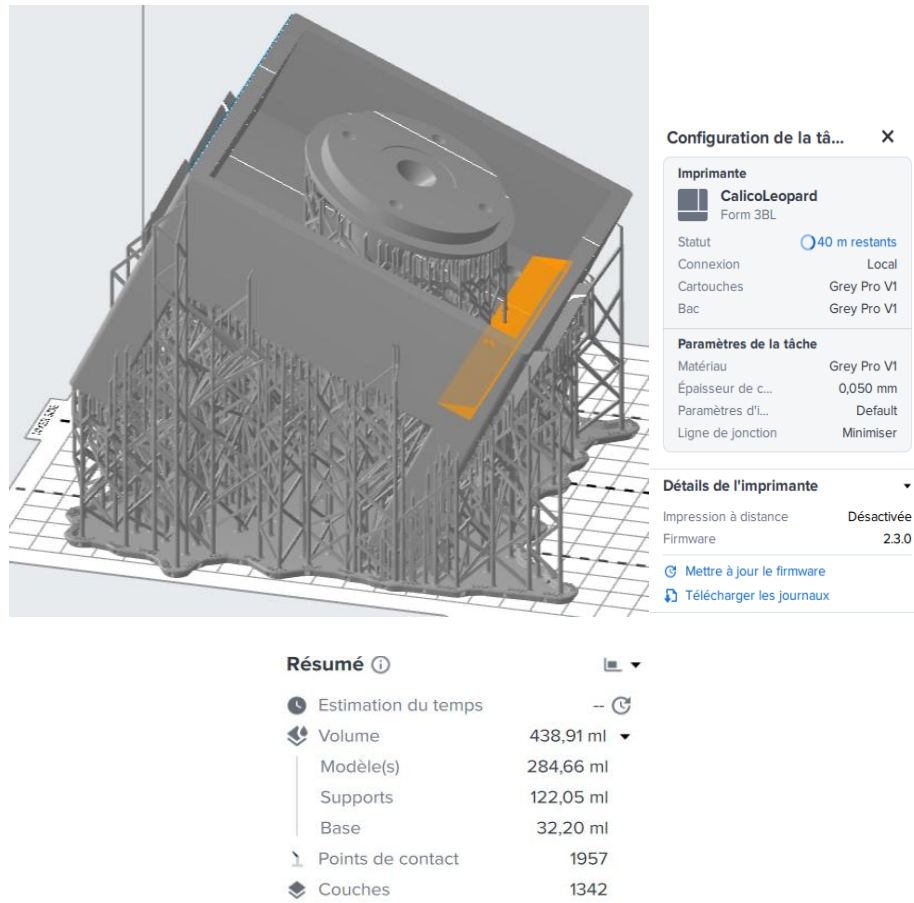 Configuration de la tâ...
Imprimante
CalicoLeopard
Form 3BL
Statut 40 m restants
Connexion Local
Cartouches Grey Pro V1
Bac Grey Pro V1
Paramètres de la tâche
Matériau Grey Pro V1
Épaisseur de c... 0,050 mm
Paramètres d'i... Default
Ligne de jonction Minimiser
Détails de l'imprimante
Impression à distance Désactivée
Firmware 2.3.0
Mettre à jour le firmware
Télécharger les journaux
Résumé
Estimation du temps --
Volume 438,91 ml
Modèle(s) 284,66 ml
Supports 122,05 ml
Base 32,20 ml
Points de contact 1957
Couches 1342